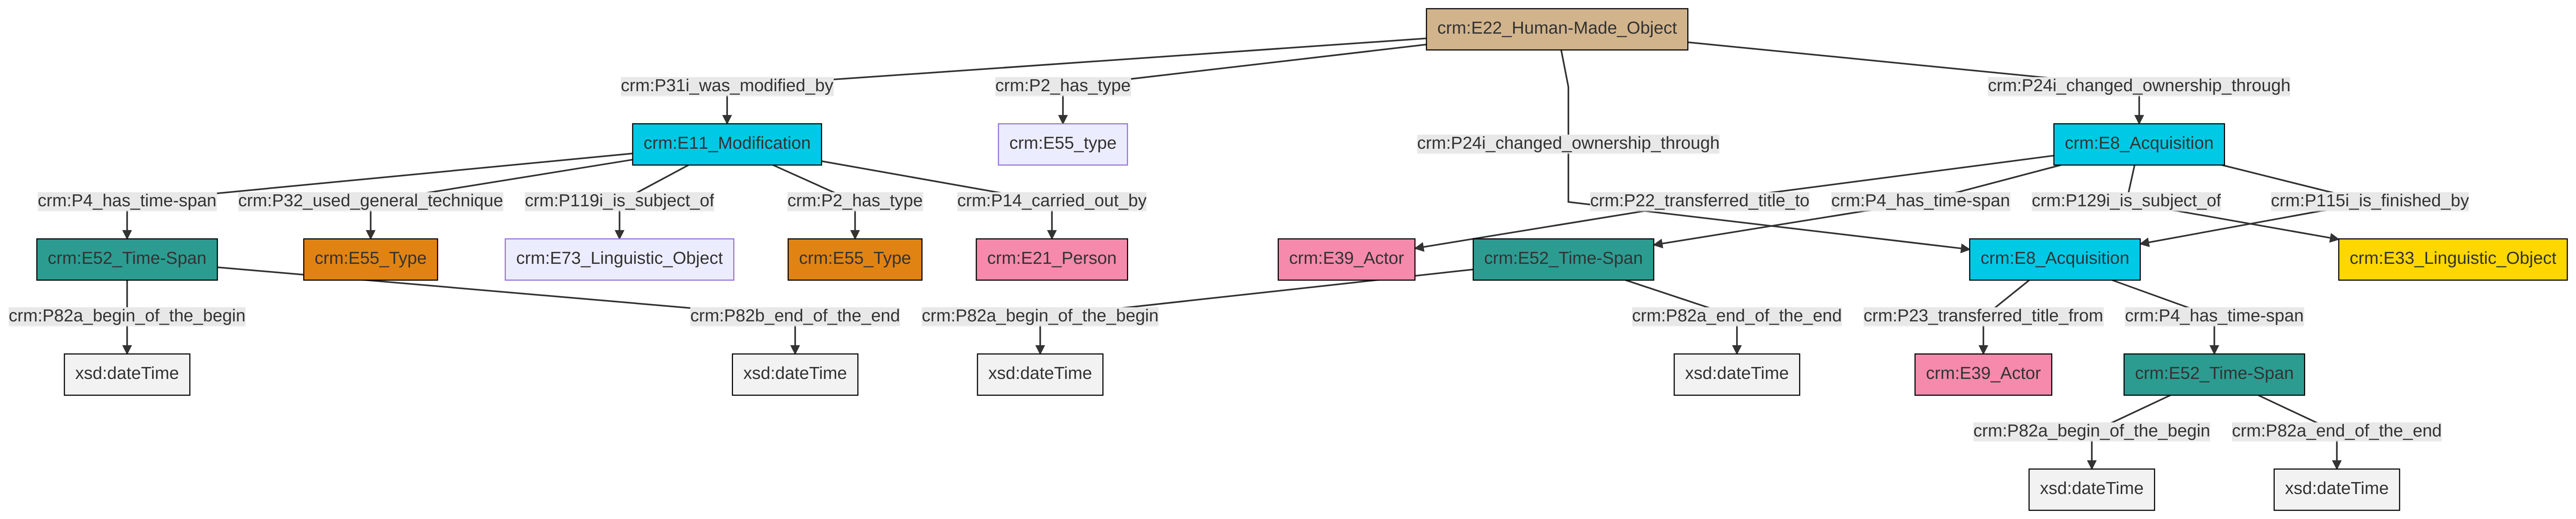 crm:E22_Human-Made_Object
crm:P31i_was_modified_by
crm:P2_has_type
crm:P24i_changed_ownership_through
crm:P24i_changed_ownership_through
crm:E11_Modification
crm:E55_type
crm:E8_Acquisition
crm:P4_has_time-span
crm:P32_used_general_technique
crm:P119i_is_subject_of
crm:P2_has_type
crm:P14_carried_out_by
crm:P22_transferred_title_to
crm:P4_has_time-span
crm:P129i_is_subject_of
crm:P115i_is_finished_by
crm:E52_Time-Span
crm:E55_Type
crm:E73_Linguistic_Object
crm:E55_Type
crm:E21_Person
crm:E39_Actor
crm:E52_Time-Span
crm:E8_Acquisition
crm:E33_Linguistic_Object
crm:P82a_begin_of_the_begin
crm:P82b_end_of_the_end
crm:P82a_begin_of_the_begin
crm:P82a_end_of_the_end
crm:P23_transferred_title_from
crm:P4_has_time-span
xsd:dateTime
xsd:dateTime
xsd:dateTime
xsd:dateTime
crm:E39_Actor
crm:E52_Time-Span
crm:P82a_begin_of_the_begin
crm:P82a_end_of_the_end
xsd:dateTime
xsd:dateTime